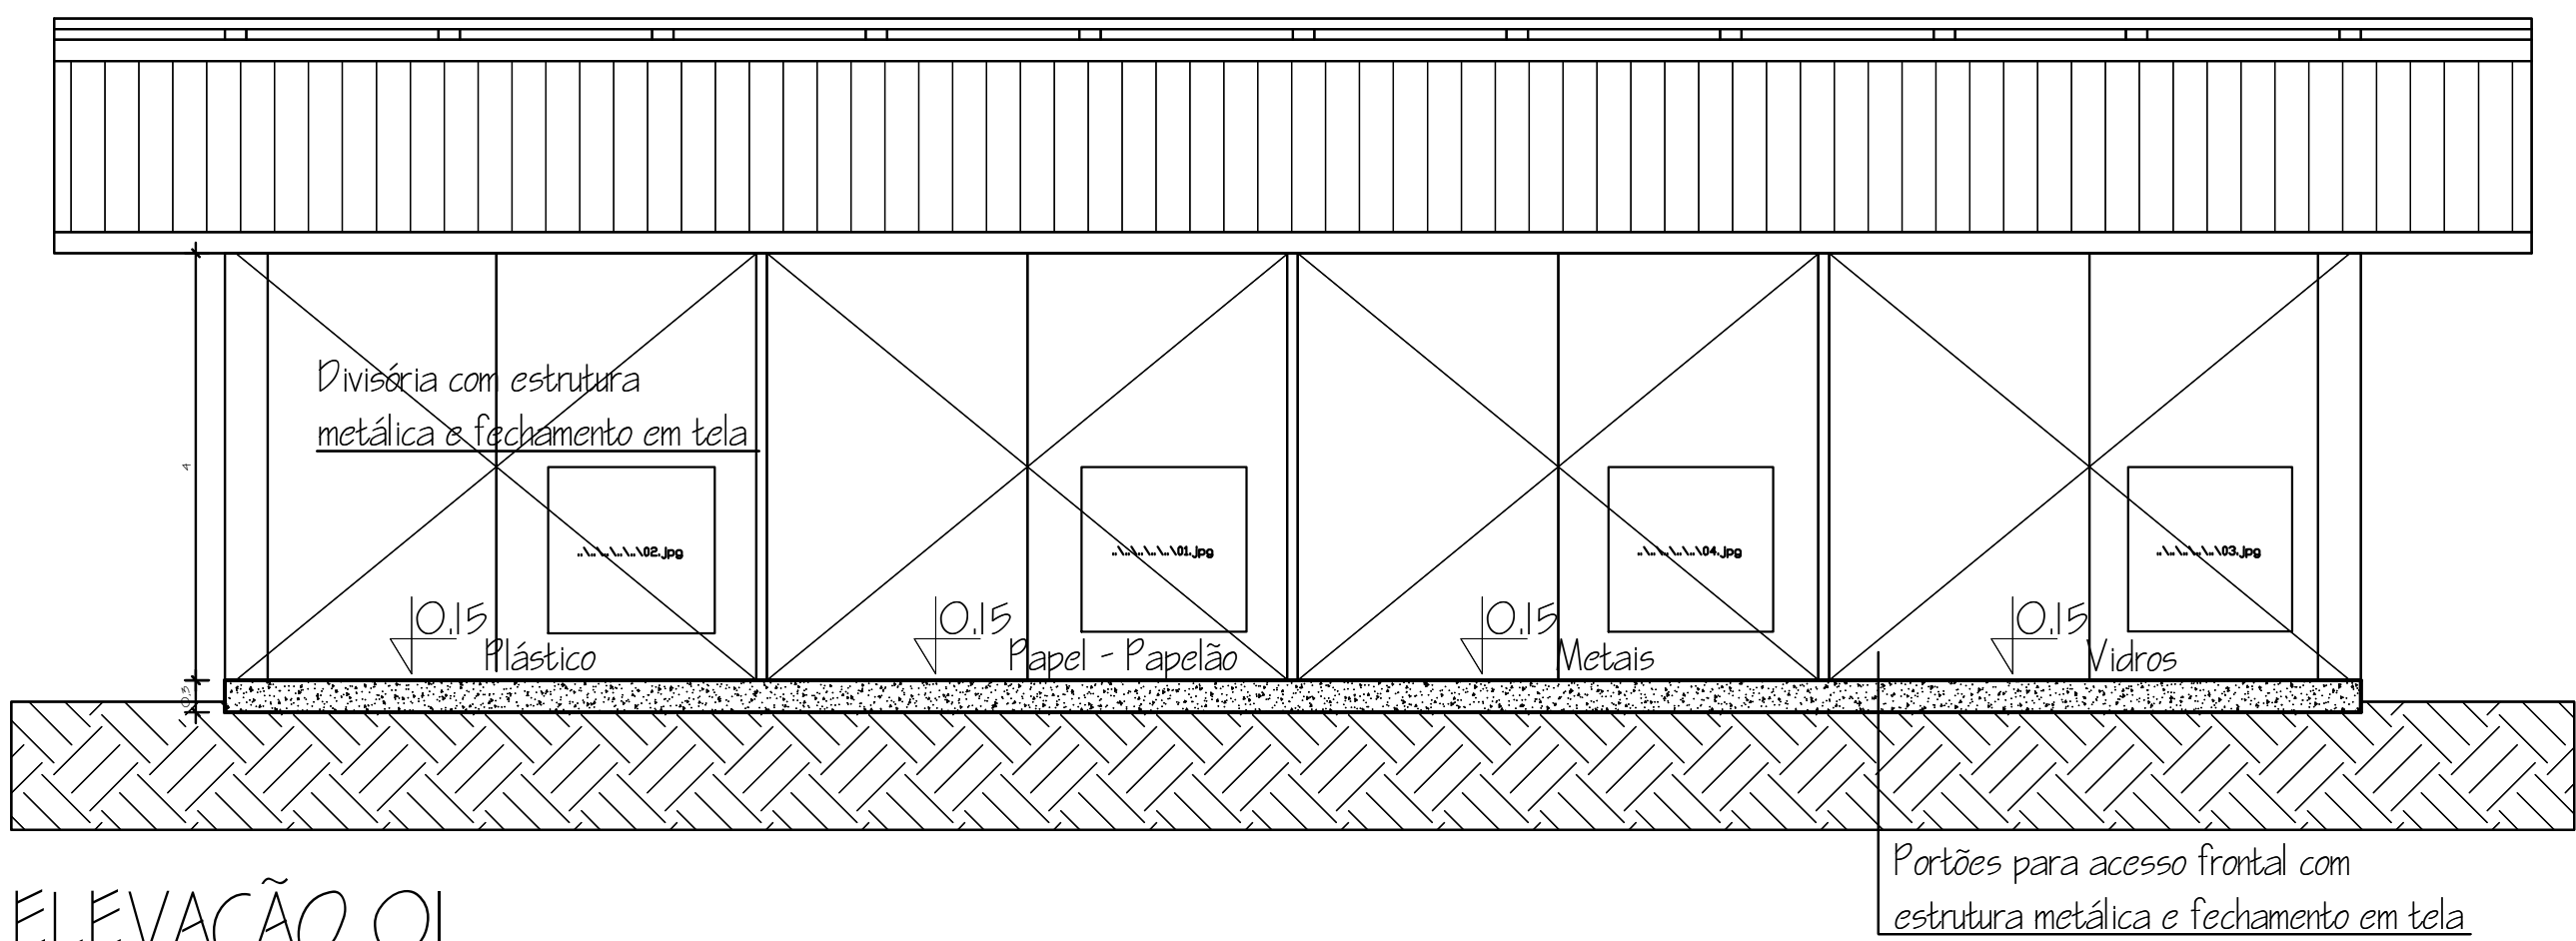 Divisória com estrutura
metálica e fechamento em tela
4
..\..\..\..\..\02.jpg
..\..\..\..\..\01.jpg
..\..\..\..\..\04.jpg
..\..\..\..\..\03.jpg
0.15
0.15
0.15
0.15
Plástico
Papel - Papelão
Metais
Vidros
0.3
Portões para acesso frontal com
estrutura metálica e fechamento em tela
ELEVAÇÃO 01